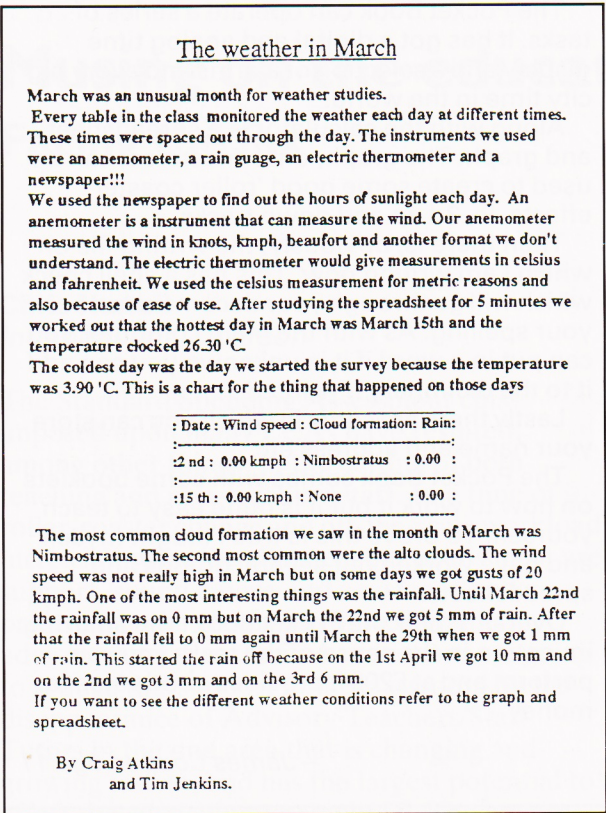 The weather in March
March was an unusual month for weather studies.
Every table in the class monitored the weather each day at different times.
These times were spaced out through the day. The instruments we used
were an anemometer, a rain guage, an electric thermometer and a
newspaper!!!
We used the newspaper to find out the hours of sunlight each day. An
anemometer is a instrument that can measure the wind. Our anemometer
measured the wind in knots, kmph, beaufort and another format we don't
understand. The electric thermometer would give measurements in celsius
and fahrenheit. We used the celsius measurement for metric reasons and
also because of ease of use. After studying the spreadsheet for 5 minutes we
worked out that the hottest day in March was March 15th and the
temperature clocked 26.30 'C.
The coldest day was the day we started the survey because the temperature
was 3.90 'C. This is a chart for the thing that happened on those days
: Date : Wind speed : Cloud formation: Rain:
:2 nd : 0.00 kmph : Nimbostratus : 0.00 :
:15 th : 0.00 kmph : None : 0.00 :
The most common cloud formation we saw in the month of March was
Nimbostratus. The second most common were the alto clouds. The wind
speed was not really high in March but on some days we got gusts of 20
kmph. One of the most interesting things was the rainfall. Until March 22nd
the rainfall was on 0 mm but on March the 22nd we got 5 mm of rain. After
that the rainfall fell to 0 mm again until March the 29th when we got 1 mm
of rain. This started the rain off because on the 1st April we got 10 mm and
on the 2nd we got 3 mm and on the 3rd 6 mm.
If you want to see the different weather conditions refer to the graph and
spreadsheet.
By Craig Atkins
and Tim Jenkins.